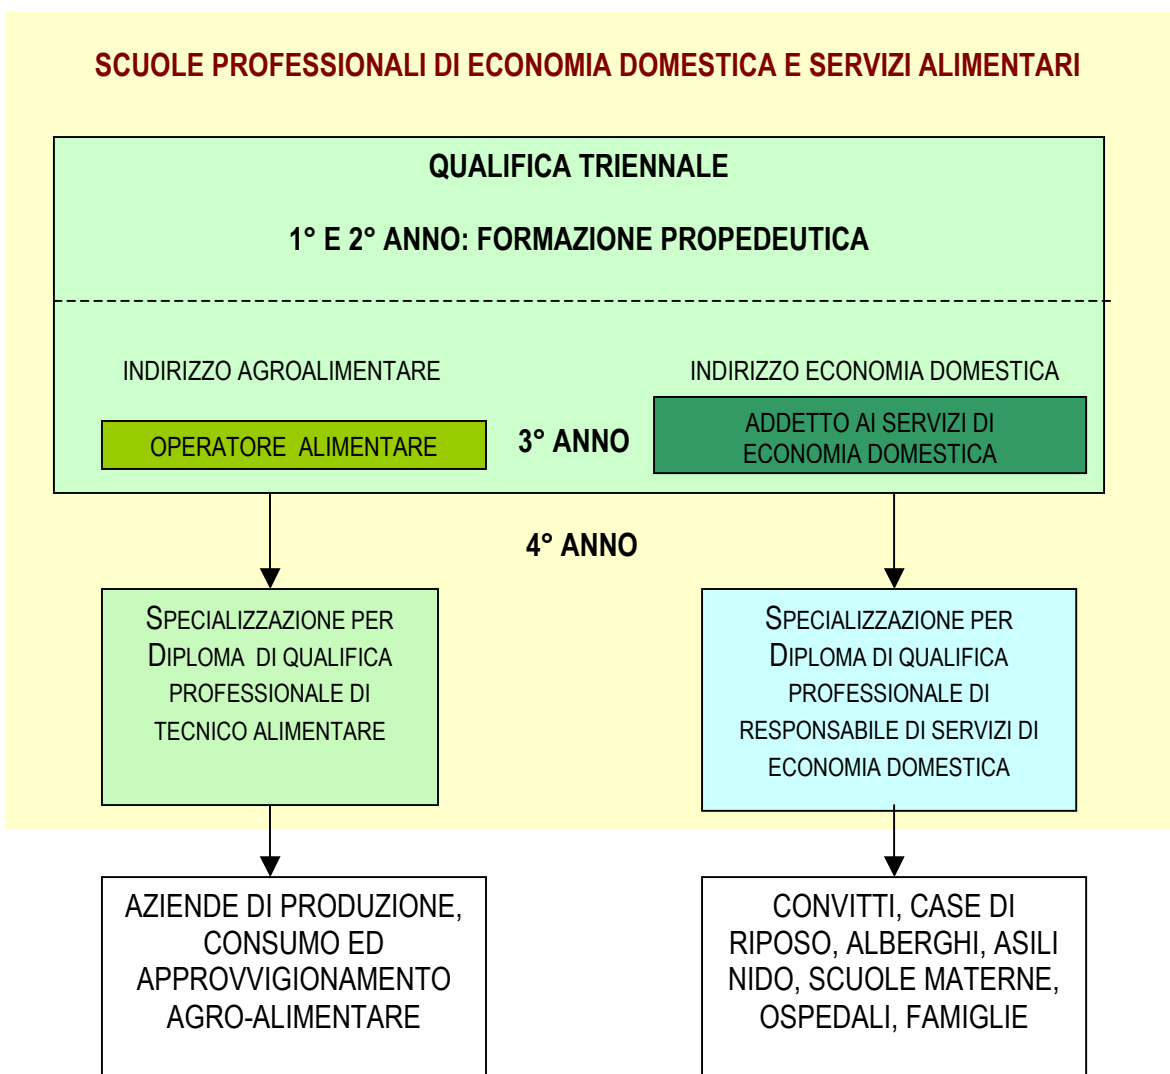 SCUOLE PROFESSIONALI DI ECONOMIA DOMESTICA E SERVIZI ALIMENTARI
QUALIFICA TRIENNALE
1° E 2° ANNO: FORMAZIONE PROPEDEUTICA
INDIRIZZO AGROALIMENTARE
INDIRIZZO ECONOMIA DOMESTICA
OPERATORE ALIMENTARE
3° ANNO
ADDETTO AI SERVIZI DI
ECONOMIA DOMESTICA
4° ANNO
SPECIALIZZAZIONE PER
DIPLOMA DI QUALIFICA
PROFESSIONALE DI
TECNICO ALIMENTARE
SPECIALIZZAZIONE PER
DIPLOMA DI QUALIFICA
PROFESSIONALE DI
RESPONSABILE DI SERVIZI DI
ECONOMIA DOMESTICA
AZIENDE DI PRODUZIONE,
CONSUMO ED
APPROVVIGIONAMENTO
AGRO-ALIMENTARE
CONVITTI, CASE DI
RIPOSO, ALBERGHI, ASILI
NIDO, SCUOLE MATERNE,
OSPEDALI, FAMIGLIE